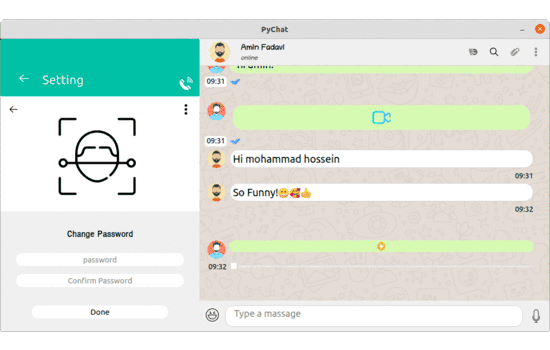 PyChat
Setting
Change Password
password
Confirm Password
Done
Amin Fadavi
online
Hi amin!
09:31
09:31
Hi mohammad hossein
09:31
So Funny!😁🥰👍
09:32
09:32
Type a massage